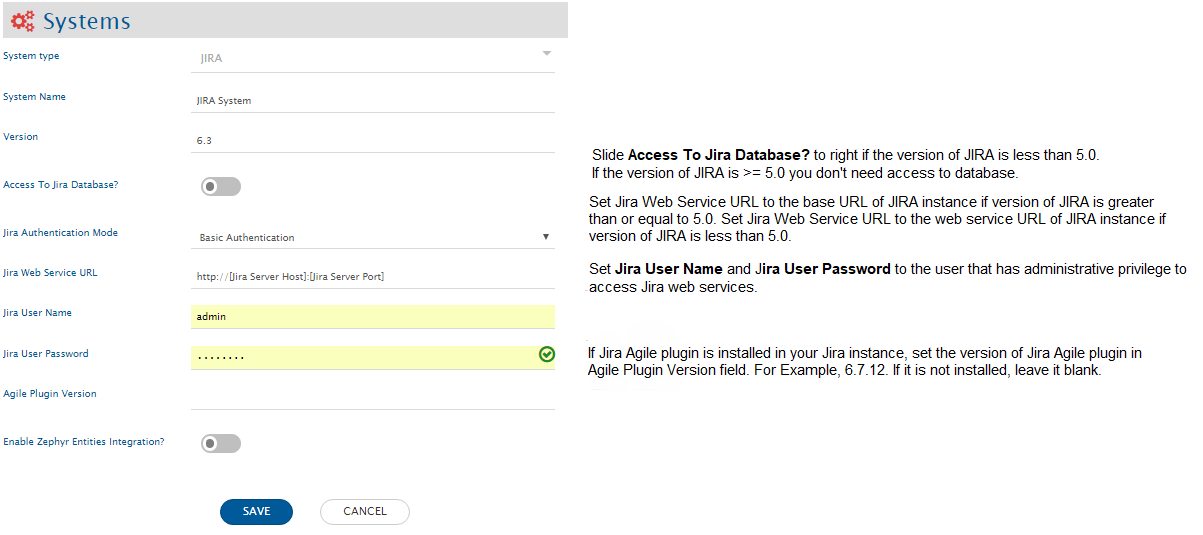 Systems
System type
JIRA
System Name
JIRA System
Version
6.3
Access To Jira Database?
Slide Access To Jira Database? to right if the version of JIRA is less than 5.0.
If the version of JIRA is >= 5.0 you don't need access to database.
Jira Authentication Mode
Basic Authentication
Set Jira Web Service URL to the base URL of JIRA instance if version of JIRA is greater
than or equal to 5.0. Set Jira Web Service URL to the web service URL of JIRA instance if
version of JIRA is less than 5.0.
Jira Web Service URL
http://[Jira Server Host]:[Jira Server Port]
Set Jira User Name and Jira User Password to the user that has administrative privilege to
access Jira web services.
Jira User Name
admin
Jira User Password
........
If Jira Agile plugin is installed in your Jira instance, set the version of Jira Agile plugin in
Agile Plugin Version field. For Example, 6.7.12. If it is not installed, leave it blank.
Agile Plugin Version
Enable Zephyr Entities Integration?
SAVE
CANCEL